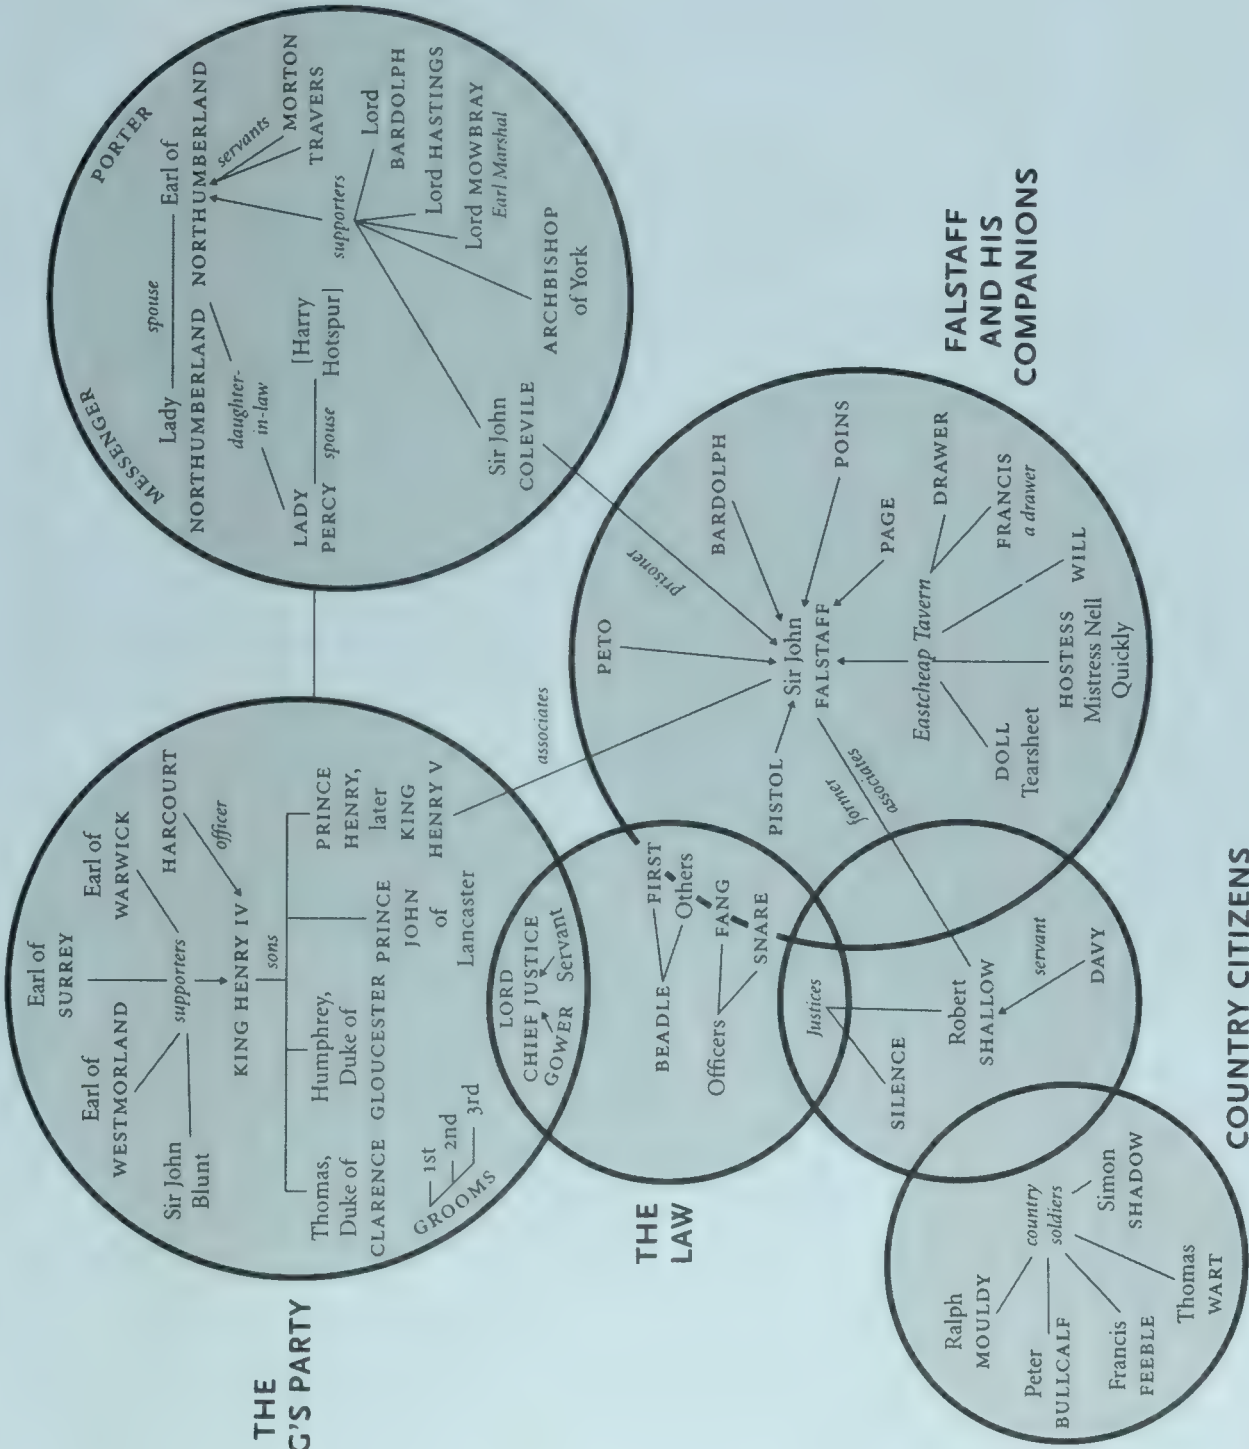 THE
G'S PARTY
Earl of
SURREY
Earl of
WARWICK
Earl of
WESTMORLAND
HARCOURT
Sir John
Blunt
supporters
officer
KING HENRY IV
sons
Thomas,
Duke of
CLARENCE
Humphrey,
Duke of
GLOUCESTER
PRINCE
JOHN
of
Lancaster
PRINCE
HENRY,
later
KING
HENRY V
GROOMS
1st
2nd
3rd
LORD
CHIEF JUSTICE
GOWER
Servant
MESSENGER
PORTER
Lady
NORTHUMBERLAND
spouse
Earl of
NORTHUMBERLAND
servants
MORTON
TRAVERS
daughter-
in-law
LADY
PERCY
spouse
[Harry
Hotspur]
supporters
Lord
BARDOLPH
Lord HASTINGS
Lord MOWBRAY
Earl Marshal
ARCHBISHOP
of York
Sir John
COLEVILE
prisoner
associates
THE
LAW
BEADLE
FIRST
Others
Officers
FANG
SNARE
Justices
FALSTAFF
AND HIS
COMPANIONS
PETO
BARDOLPH
POINS
PAGE
PISTOL
Sir John
FALSTAFF
former
associates
Eastcheap Tavern
DRAWER
FRANCIS
a drawer
WILL
HOSTESS
Mistress Nell
Quickly
DOLL
Tearsheet
SILENCE
Robert
SHALLOW
servant
DAVY
COUNTRY CITIZENS
Ralph
MOULDY
Peter
BULLCALF
Francis
FEEBLE
Thomas
WART
Simon
SHADOW
country
soldiers